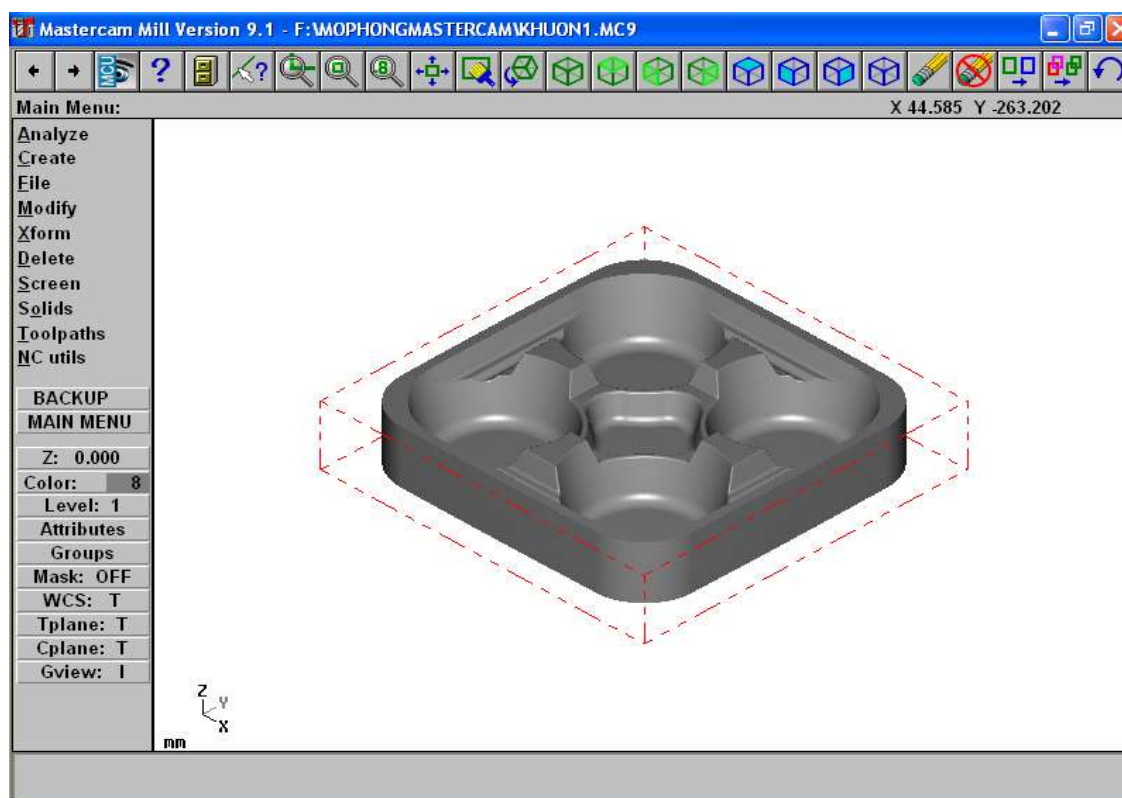 Mastercam Mill Version 9.1 - F:\MOPHONGMASTERCAM\KHUON1.MC9
MCU ? ? 8
Main Menu: X 44.585 Y -263.202
Analyze
Create
File
Modify
Xform
Delete
Screen
Solids
Toolpaths
NC utils
BACKUP
MAIN MENU
Z: 0.000
Color: 8
Level: 1
Attributes
Groups
Mask: OFF
WCS: T
Tplane: T
Cplane: T
Gview: I
Z
Y
X
mm